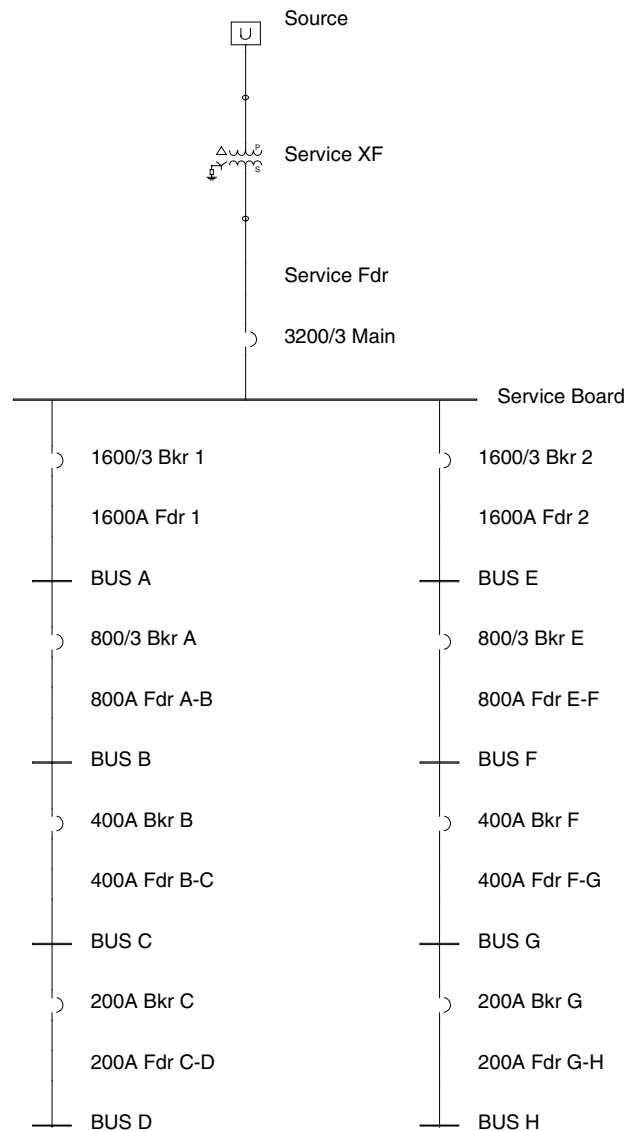 U
Source
P
S
Service XF
Service Fdr
3200/3 Main
Service Board
1600/3 Bkr 1
1600/3 Bkr 2
1600A Fdr 1
1600A Fdr 2
BUS A
BUS E
800/3 Bkr A
800/3 Bkr E
800A Fdr A-B
800A Fdr E-F
BUS B
BUS F
400A Bkr B
400A Bkr F
400A Fdr B-C
400A Fdr F-G
BUS C
BUS G
200A Bkr C
200A Bkr G
200A Fdr C-D
200A Fdr G-H
BUS D
BUS H